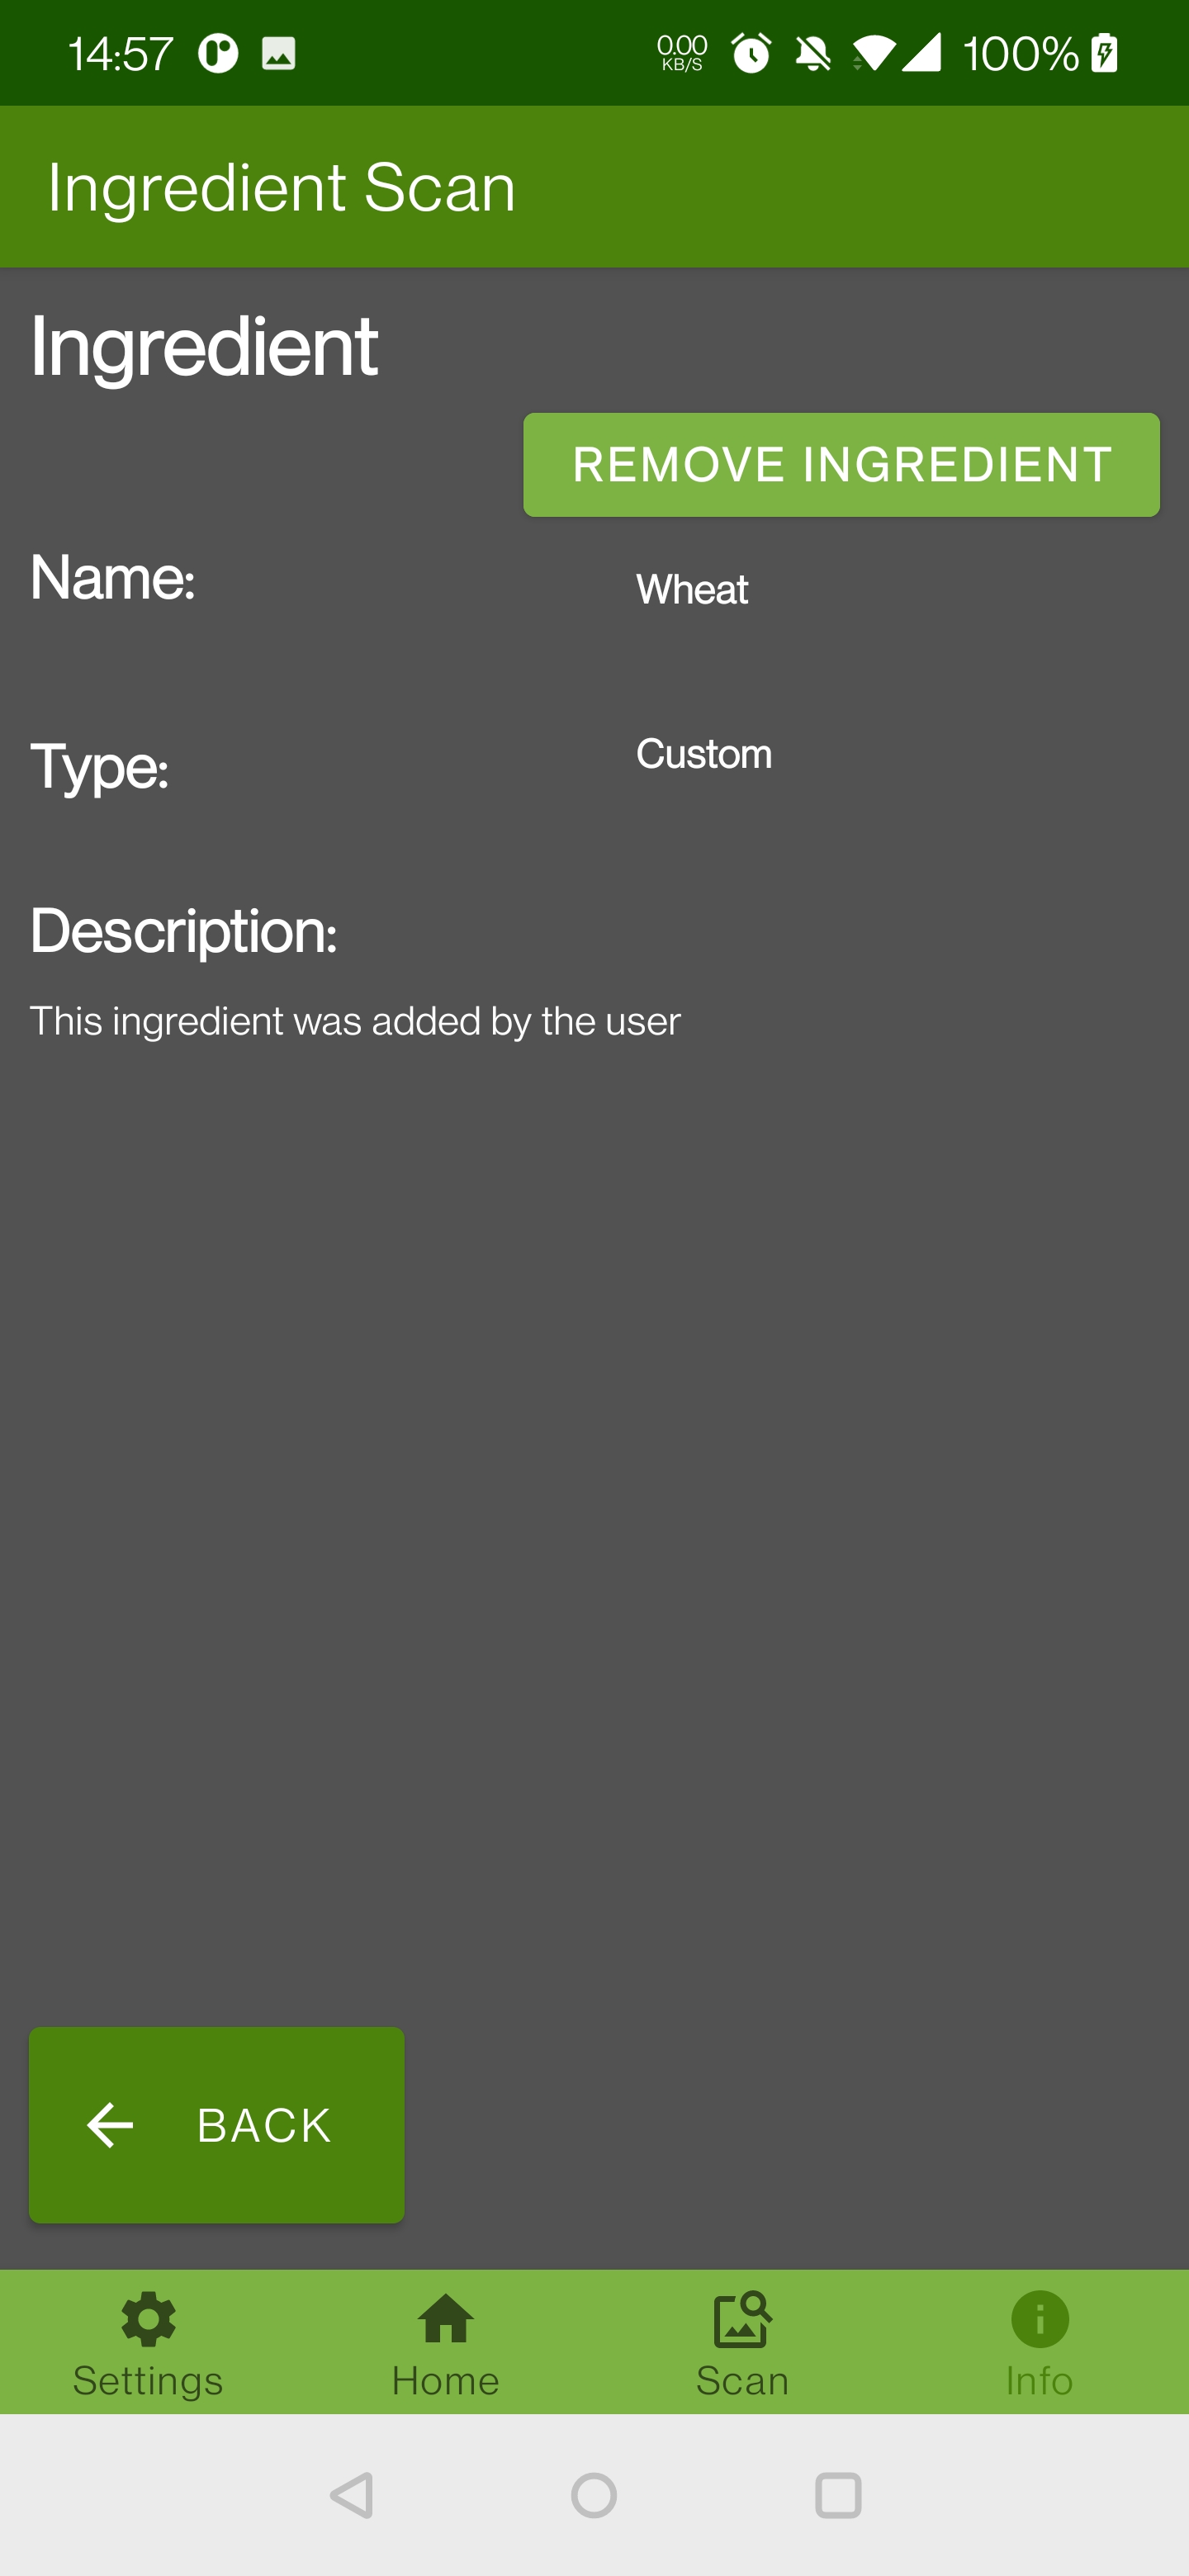 14:57 0.00 KB/S 100%
Ingredient Scan
Ingredient
REMOVE INGREDIENT
Name: Wheat
Type: Custom
Description:
This ingredient was added by the user
BACK
Settings Home Scan Info